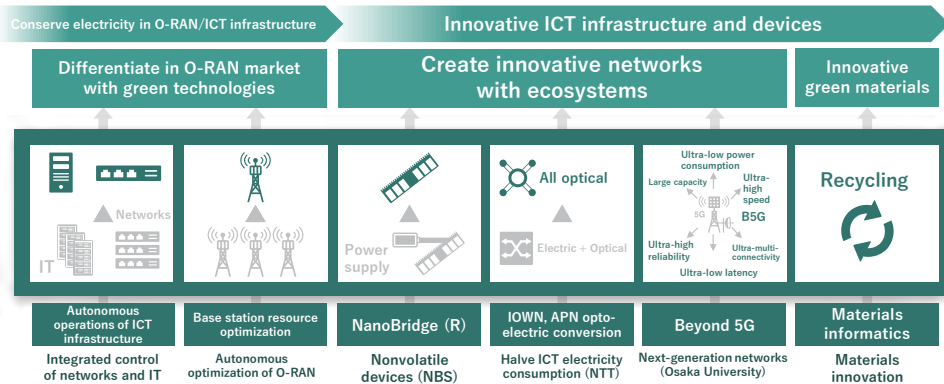 Conserve electricity in O-RAN/ICT infrastructure
Innovative ICT infrastructure and devices
Differentiate in O-RAN market
with green technologies
Create innovative networks
with ecosystems
Innovative
green materials
Networks
IT
Power
supply
All optical
Electric + Optical
Ultra-low power
consumption
Large capacity
Ultra-
high
speed
5G
B5G
Ultra-high
reliability
Ultra-multi-
connectivity
Ultra-low latency
Recycling
Autonomous
operations of ICT
infrastructure
Base station resource
optimization
NanoBridge (R)
IOWN, APN opto-
electric conversion
Beyond 5G
Materials
informatics
Integrated control
of networks and IT
Autonomous
optimization of O-RAN
Nonvolatile
devices (NBS)
Halve ICT electricity
consumption (NTT)
Next-generation networks
(Osaka University)
Materials
innovation